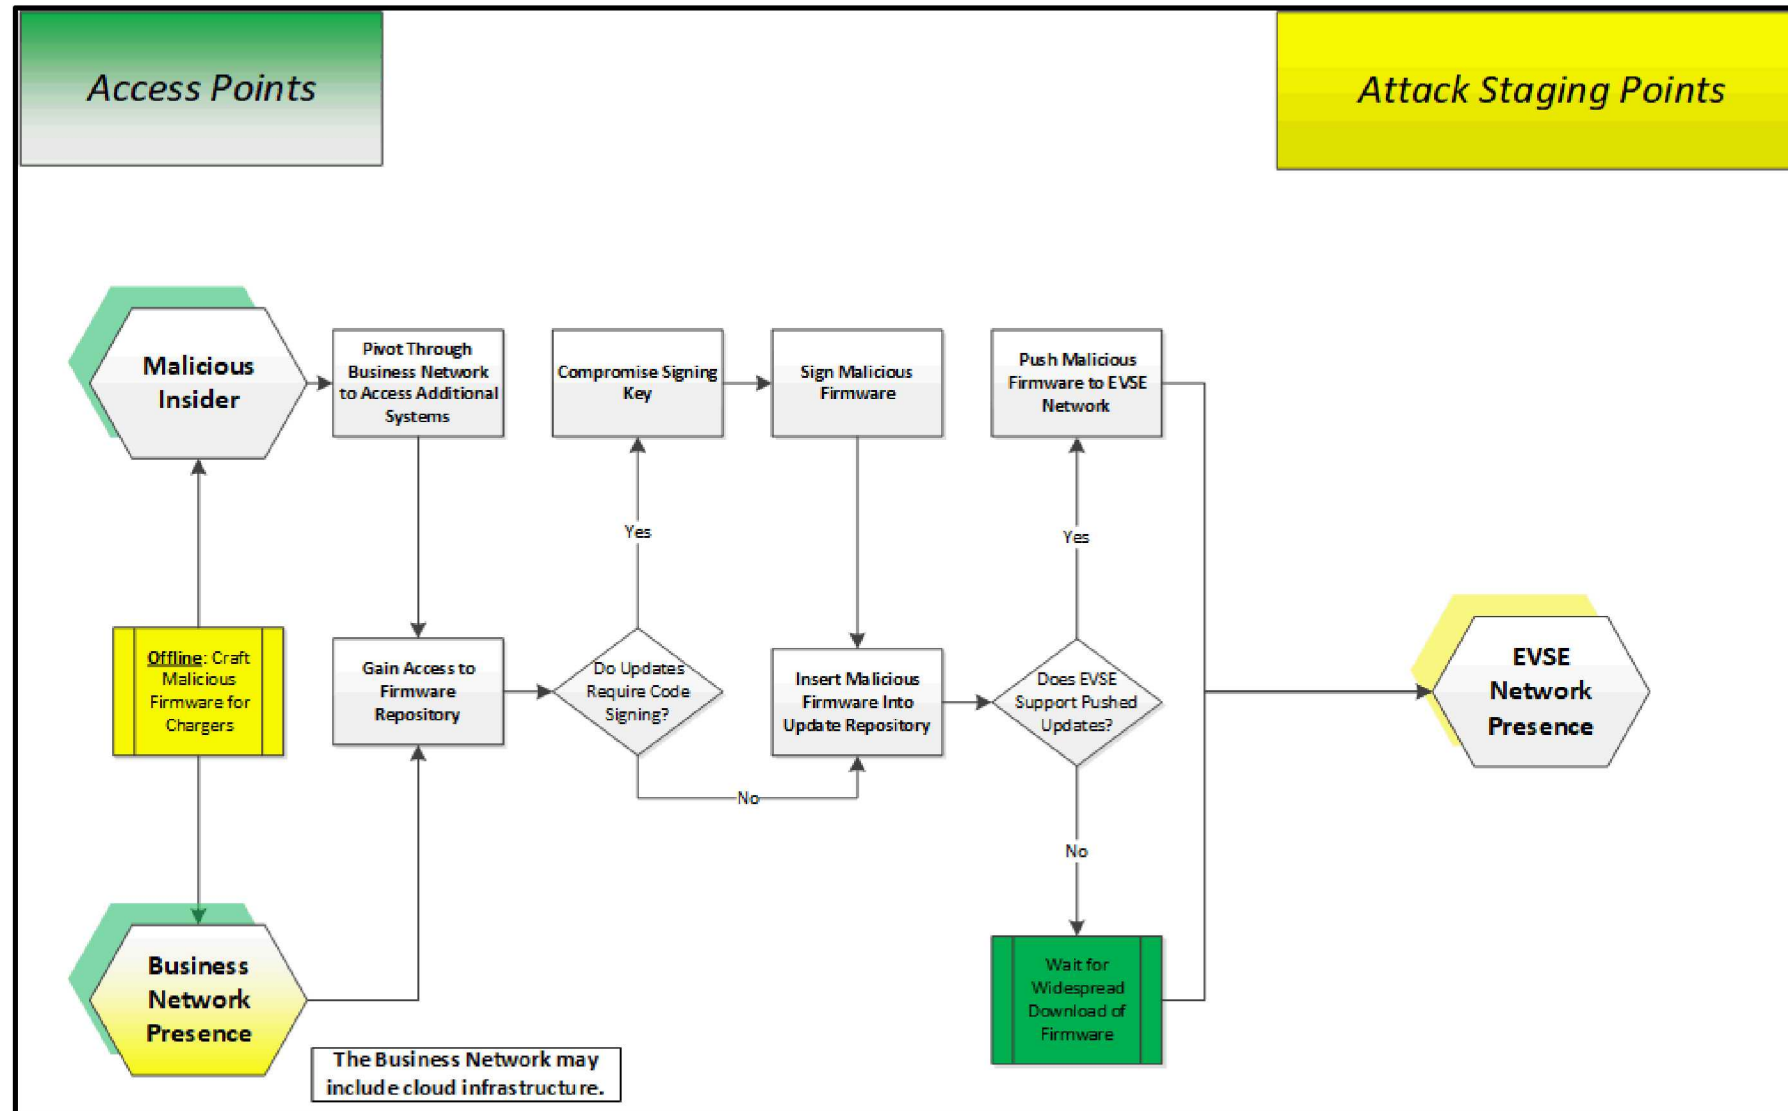 Access Points
Attack Staging Points
Malicious
Insider
Pivot Through
Business Network
to Access Additional
Systems
Compromise Signing
Key
Sign Malicious
Firmware
Push Malicious
Firmware to EVSE
Network
Yes
Yes
Offline: Craft
Malicious
Firmware for
Chargers
Gain Access to
Firmware
Repository
Do Updates
Require Code
Signing?
Insert Malicious
Firmware Into
Update Repository
Does EVSE
Support Pushed
Updates?
EVSE
Network
Presence
No
No
Business
Network
Presence
Wait for
Widespread
Download of
Firmware
The Business Network may
include cloud infrastructure.